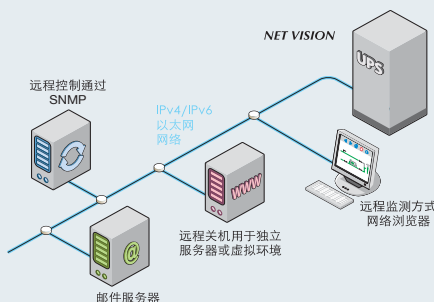 NET VISION
UPS
远程控制通过
SNMP
IPv4/IPv6
以太网
网络
WWW
远程监测方式
网络浏览器
远程关机用于独立
服务器或虚拟环境
@
邮件服务器